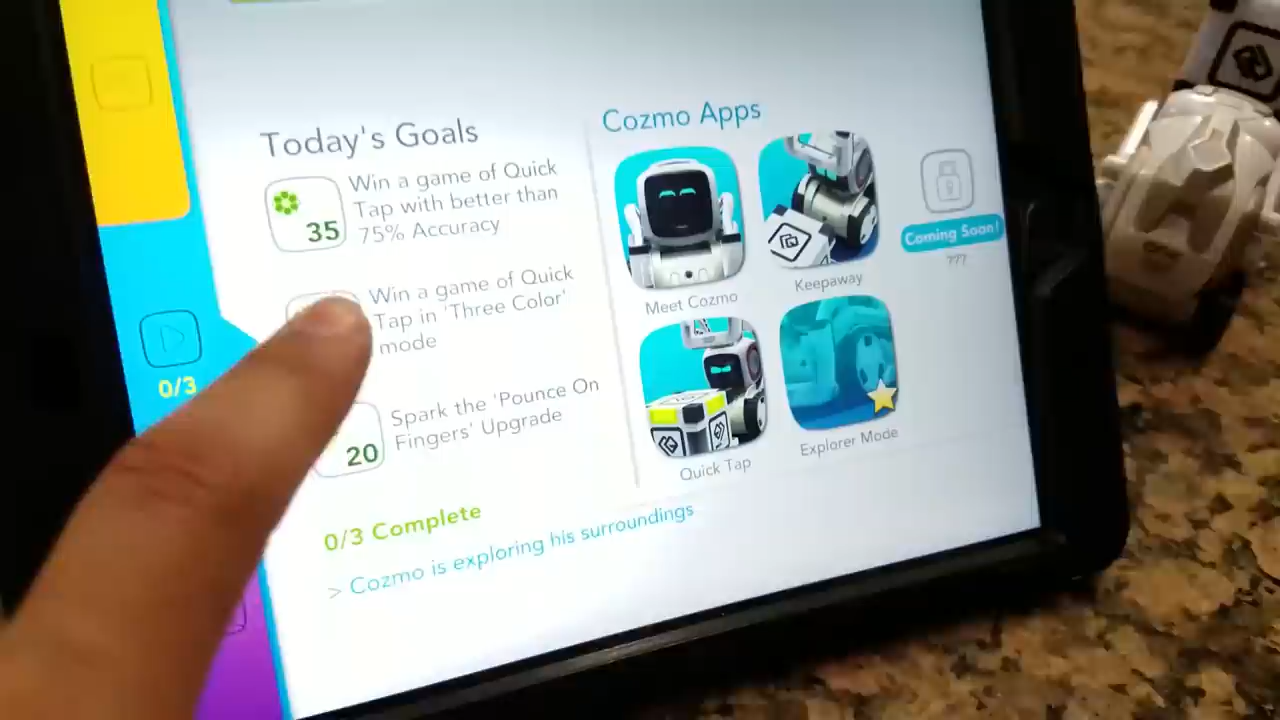 Today's Goals
35
Win a game of Quick
Tap with better than
75% Accuracy
Win a game of Quick
Tap in 'Three Color'
mode
20
Spark the 'Pounce On
Fingers' Upgrade
0/3 Complete
> Cozmo is exploring his surroundings
0/3
Cozmo Apps
Meet Cozmo
Keepaway
Quick Tap
Explorer Mode
Coming Soon!
???